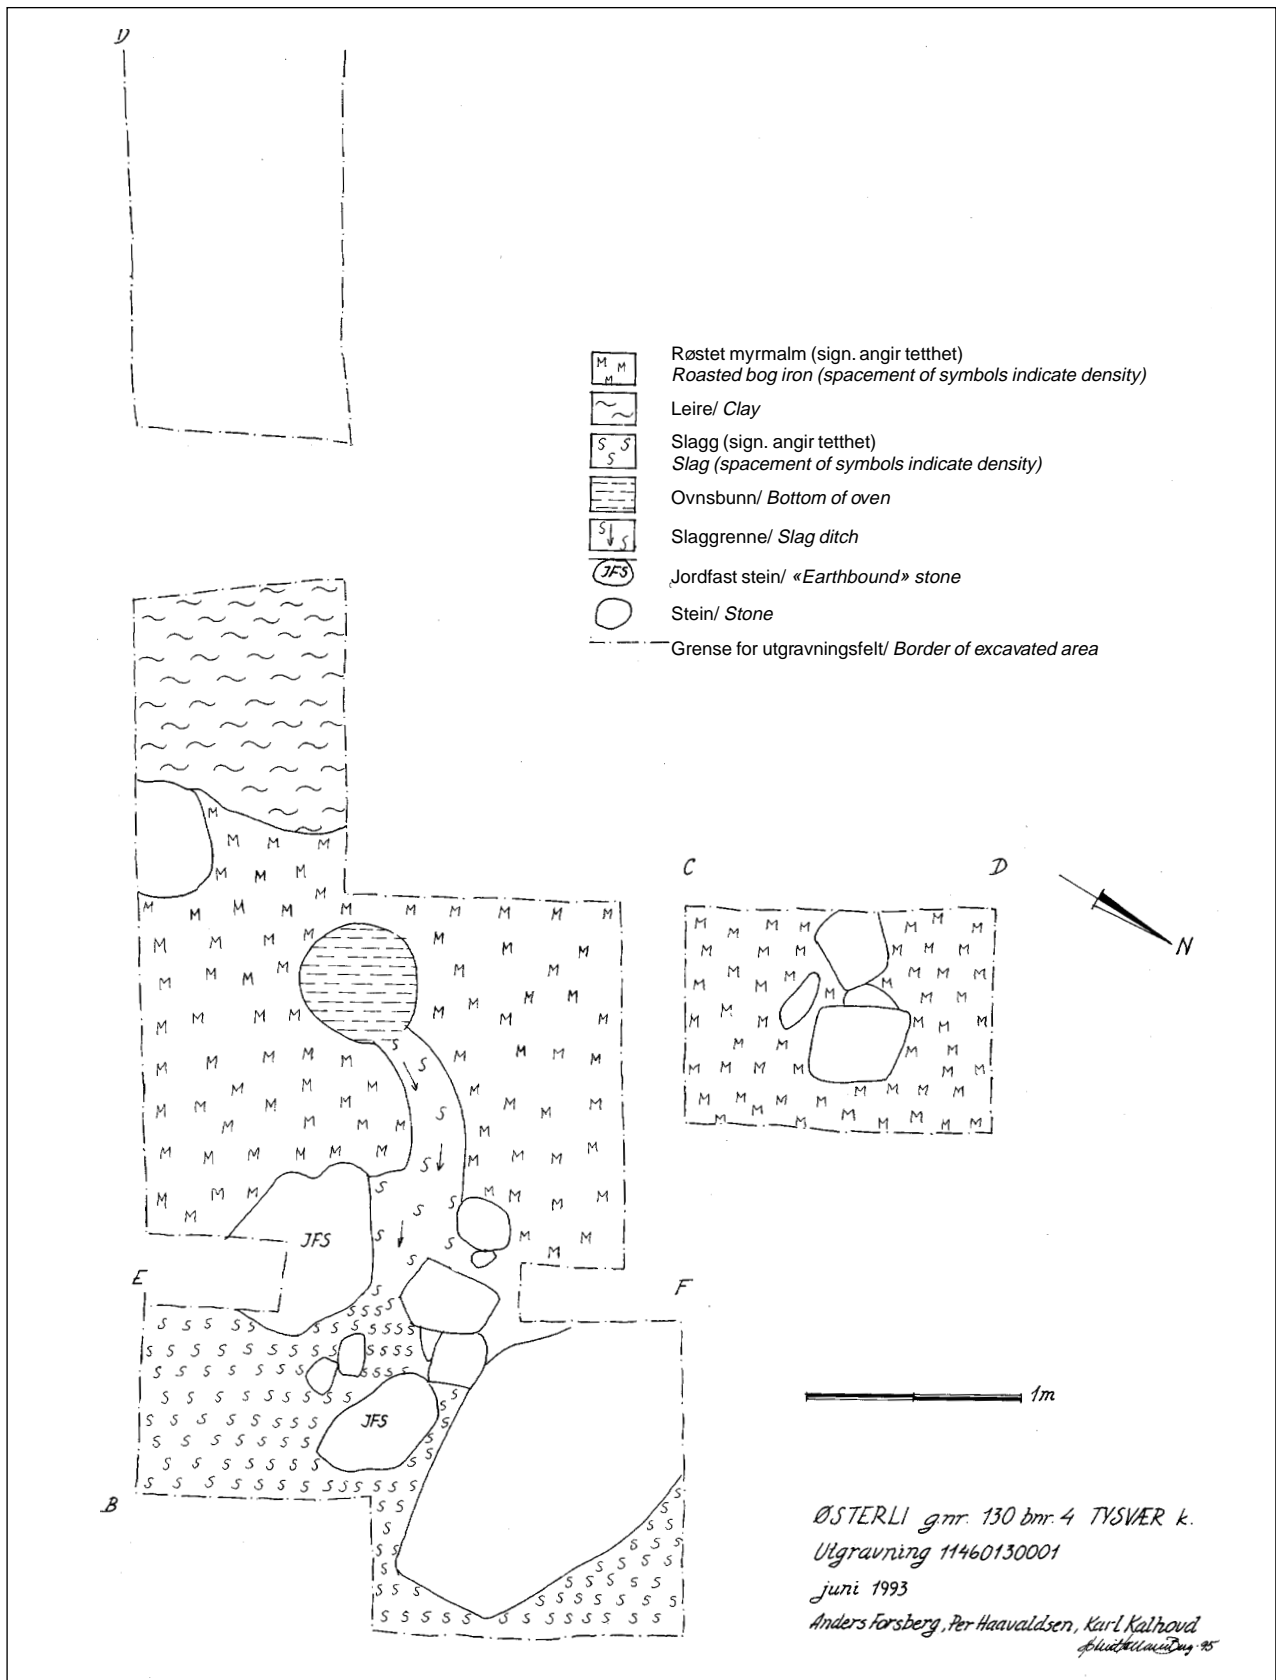 D
M M
M
Røstet myrmalm (sign. angir tetthet)
Roasted bog iron (spacement of symbols indicate density)
Leire/ Clay
S S
S
Slagg (sign. angir tetthet)
Slag (spacement of symbols indicate density)
Ovnsbunn/ Bottom of oven
S S
Slaggrenne/ Slag ditch
JFS
Jordfast stein/ «Earthbound» stone
Stein/ Stone
Grense for utgravningsfelt/ Border of excavated area
C D
N
JFS
E F
JFS
1m
B
ØSTERLI gnr. 130 bnr. 4 TYSVÆR k.
Utgravning 11460130001
juni 1993
Anders Forsberg, Per Haavaldsen, Karl Kalhovd
95